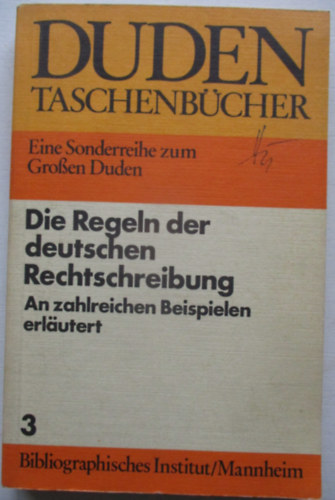 DUDEN
TASCHENBÜCHER
Eine Sonderreihe zum
Großen Duden
Die Regeln der
deutschen
Rechtschreibung
An zahlreichen Beispielen
erläutert
3
Bibliographisches Institut/Mannheim